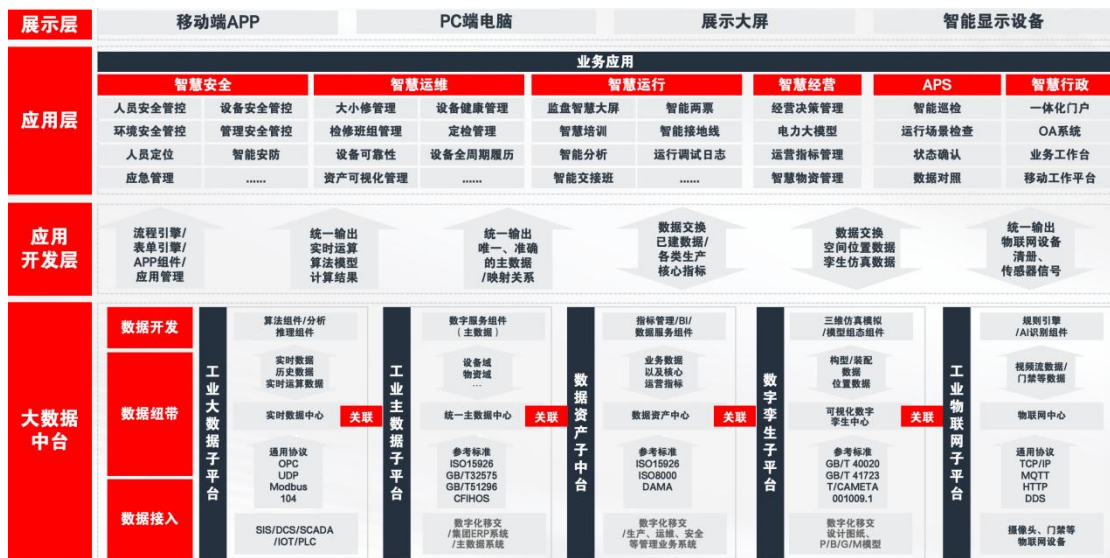 展示层
移动端APP
PC端电脑
展示大屏
智能显示设备
应用层
业务应用
智慧安全
智慧运维
智慧运行
智慧经营
APS
智慧行政
人员安全管控
设备安全管控
大小修管理
设备健康管理
监盘智慧大屏
智能两票
经营决策管理
智能巡检
一体化门户
环境安全管控
管理安全管控
检修班组管理
定检管理
智慧培训
智能接地线
电力大模型
运行场景检查
OA系统
人员定位
智能安防
设备可靠性
设备全周期履历
智能分析
运行调试日志
运营指标管理
状态确认
业务工作台
应急管理
......
资产可视化管理
......
智能交接班
......
智慧物资管理
数据对照
移动工作平台
应用
开发层
流程引擎/
表单引擎/
APP组件/
应用管理
统一输出
实时运算
算法模型
计算结果
统一输出
唯一、准确
的主数据
/映射关系
数据交换
已建数据/
各类生产
核心指标
数据交换
空间位置数据
孪生仿真数据
统一输出
物联网设备
清册、
传感器信号
大数据
中台
数据开发
数据纽带
数据接入
工业大数据子平台
算法组件/分析
推理组件
实时数据
历史数据
实时运算数据
实时数据中心
通用协议
OPC
UDP
Modbus
104
SIS/DCS/SCADA
/IOT/PLC
关联
工业主数据子平台
数字服务组件
（主数据）
设备域
物资域
...
统一主数据中心
参考标准
ISO15926
GB/T32575
GB/T51296
CFIHOS
数字化移交
/集团ERP系统
/主数据系统
关联
数据资产子中台
指标管理/BI/
数据服务组件
业务数据
以及核心
运营指标
数据资产中心
参考标准
ISO15926
ISO8000
DAMA
数字化移交
/生产、运维、安全
等管理业务系统
关联
数字孪生子平台
三维仿真模拟
/模型组态组件
构型/装配
数据
位置数据
可视化数字
孪生中心
参考标准
GB/T 40020
GB/T 41723
T/CAMETA
001009.1
数字化移交
设计图纸、
P/B/G/M模型
关联
工业物联网子平台
规则引擎
/AI识别组件
视频流数据/
门禁等数据
物联网中心
通用协议
TCP/IP
MQTT
HTTP
DDS
摄像头、门禁等
物联网设备